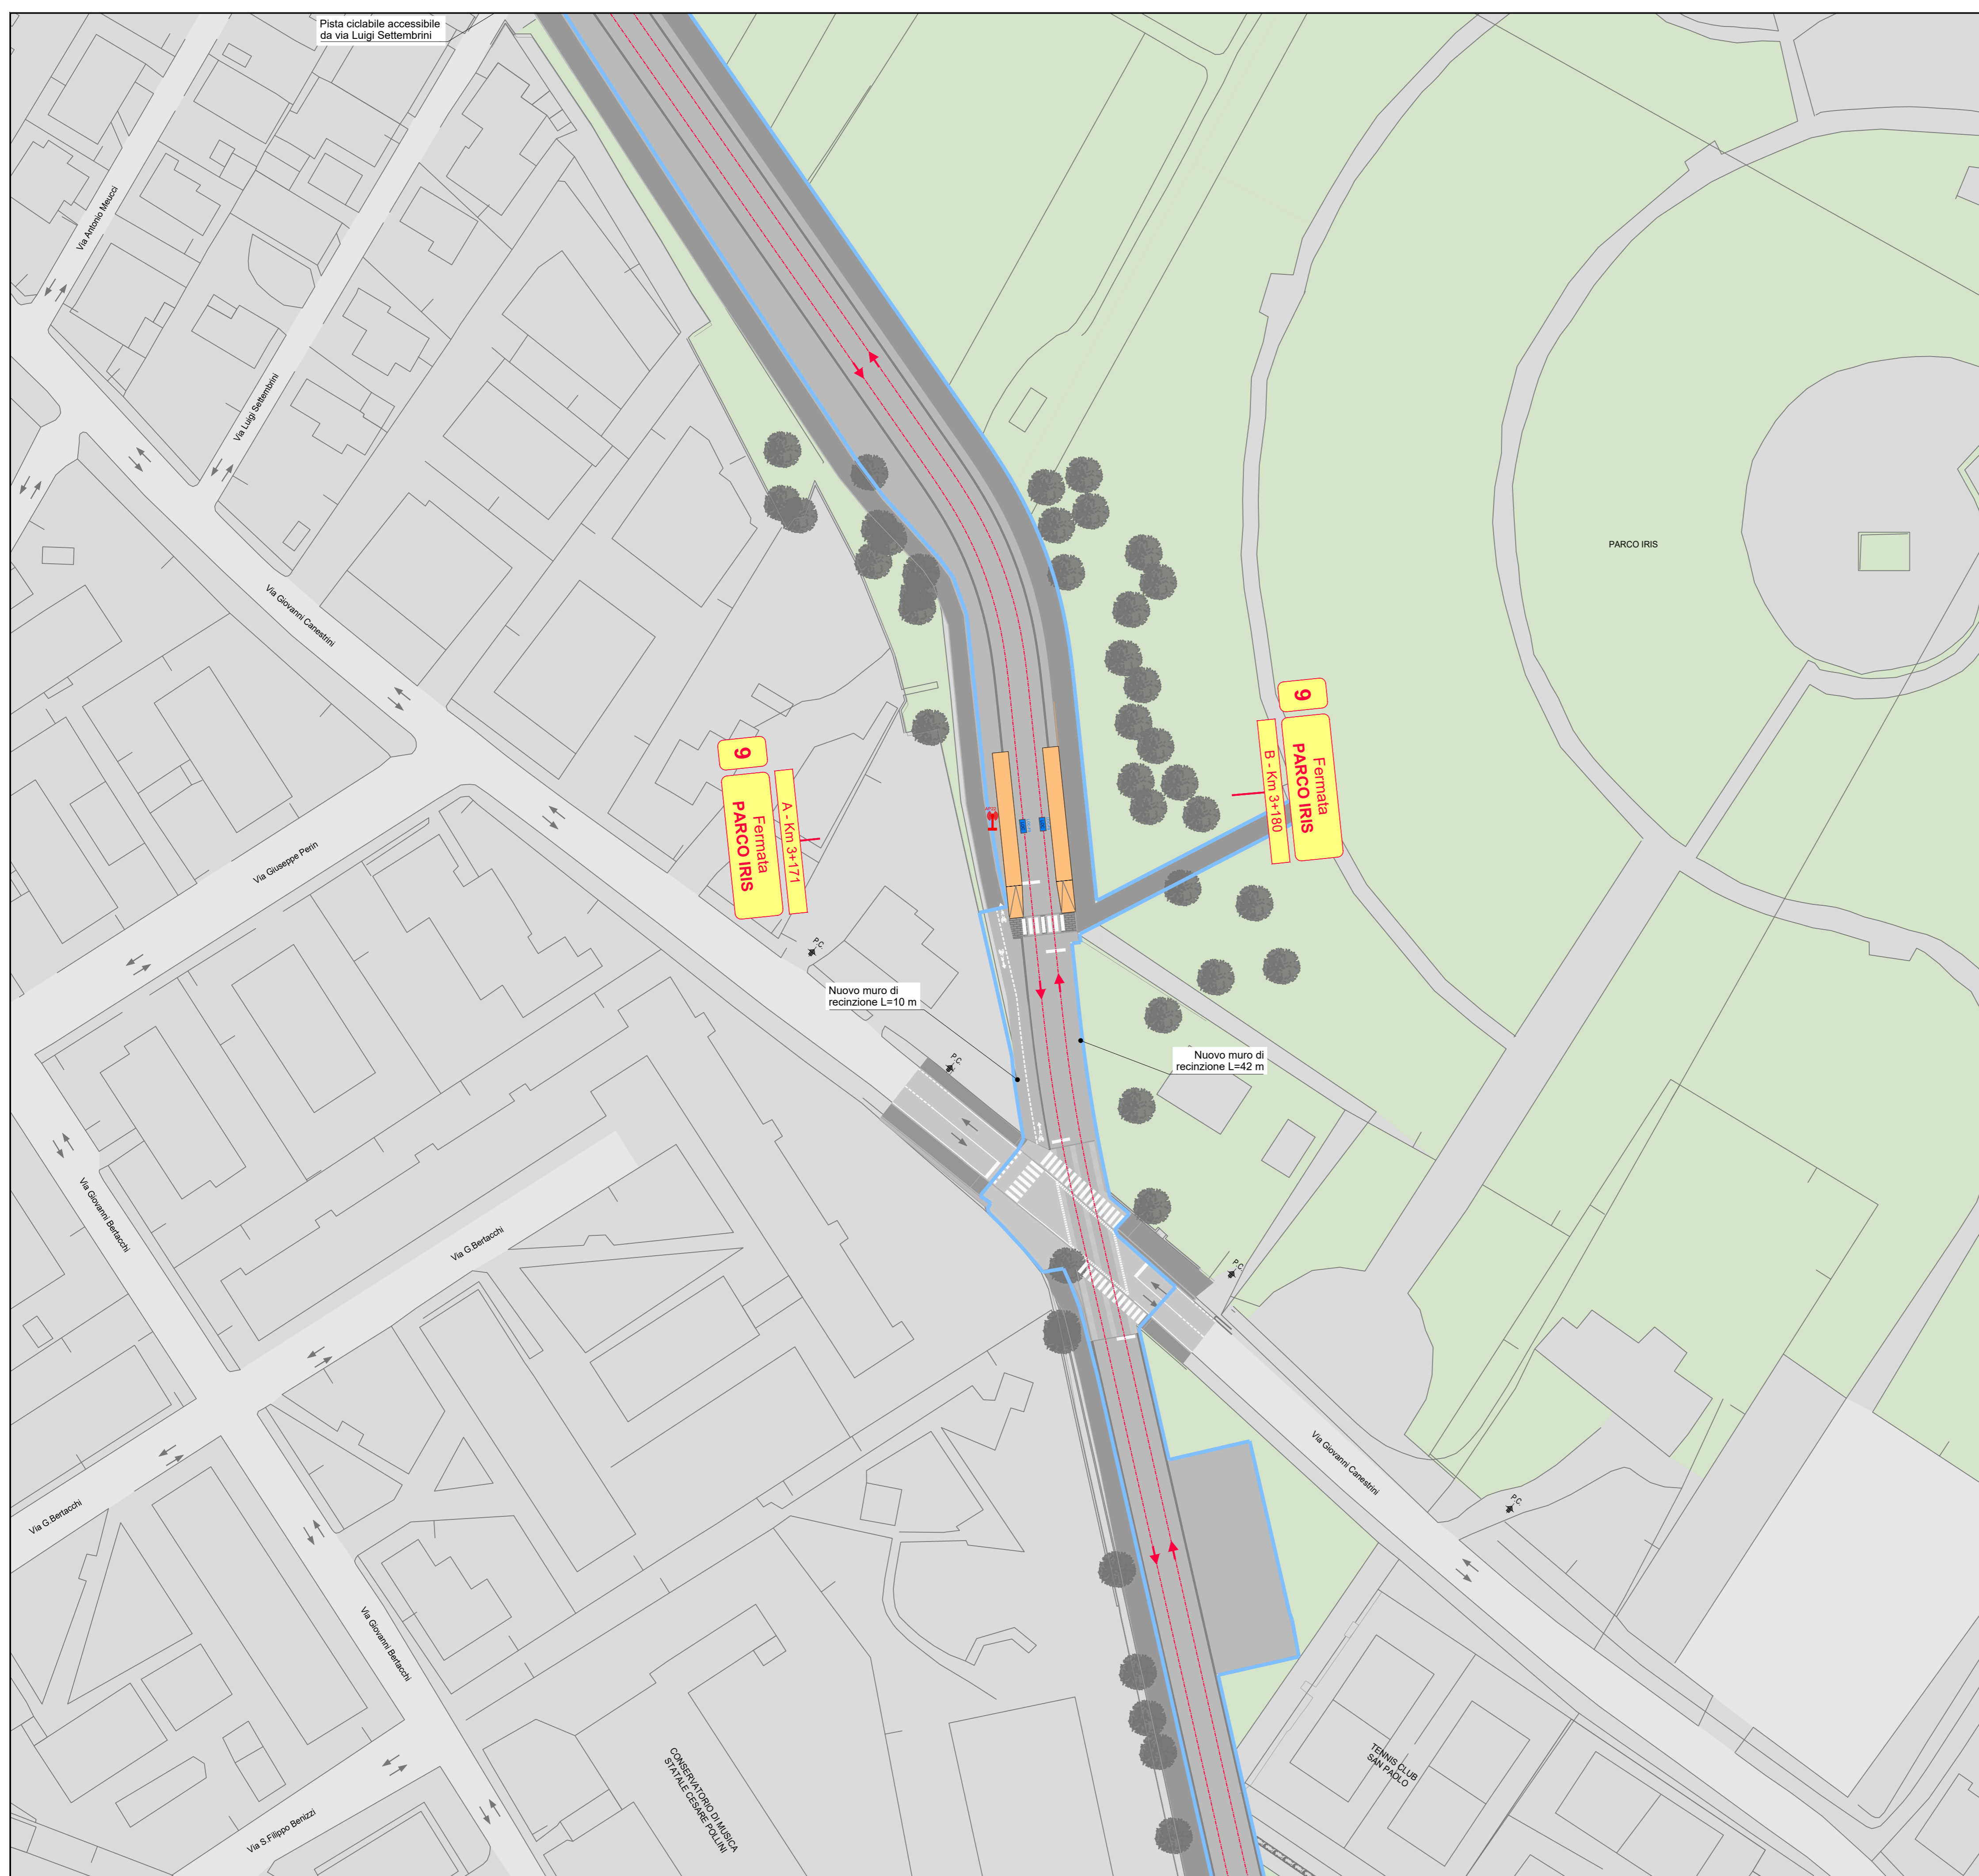 Pista ciclabile accessibile
da via Luigi Settembrini
Via Antonio Meucci
Via Luigi Settembrini
Via Giovanni Canestrini
PARCO IRIS
9
Fermata
PARCO IRIS
B - Km 3+180
9
Fermata
PARCO IRIS
A - Km 3+171
Via Giuseppe Perin
P.C.
Nuovo muro di
recinzione L=10 m
P.C.
Nuovo muro di
recinzione L=42 m
Via Giovanni Bertacchi
Via G.Bertacchi
P.C.
Via Giovanni Canestrini
P.C.
Via G.Bertacchi
Via Giovanni Bertacchi
CONSERVATORIO DI MUSICA
STATALE CESARE POLLINI
TENNIS CLUB
SAN PAOLO
Via S.Filippo Benizzi